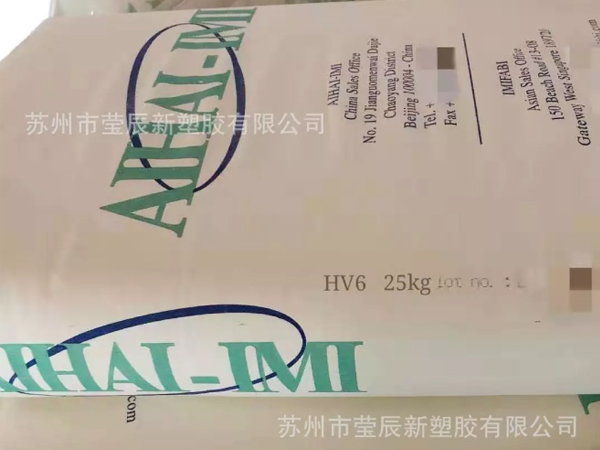 AIHAI-IMI
AIHAI-IMI
China Sales Office
No. 19 Jianguomenwai Dajie
Chaoyang District
Beijing 100004 - China
Tel. +
Fax +
IMIFABI
Asian Sales Office
150 Beach Road #13-08
Gateway West Singapore 189720
苏州市莹辰新塑胶有限公司
HV6 25kg lot no. : L
AIHAI-IMI
.com
苏州市莹辰新塑胶有限公司